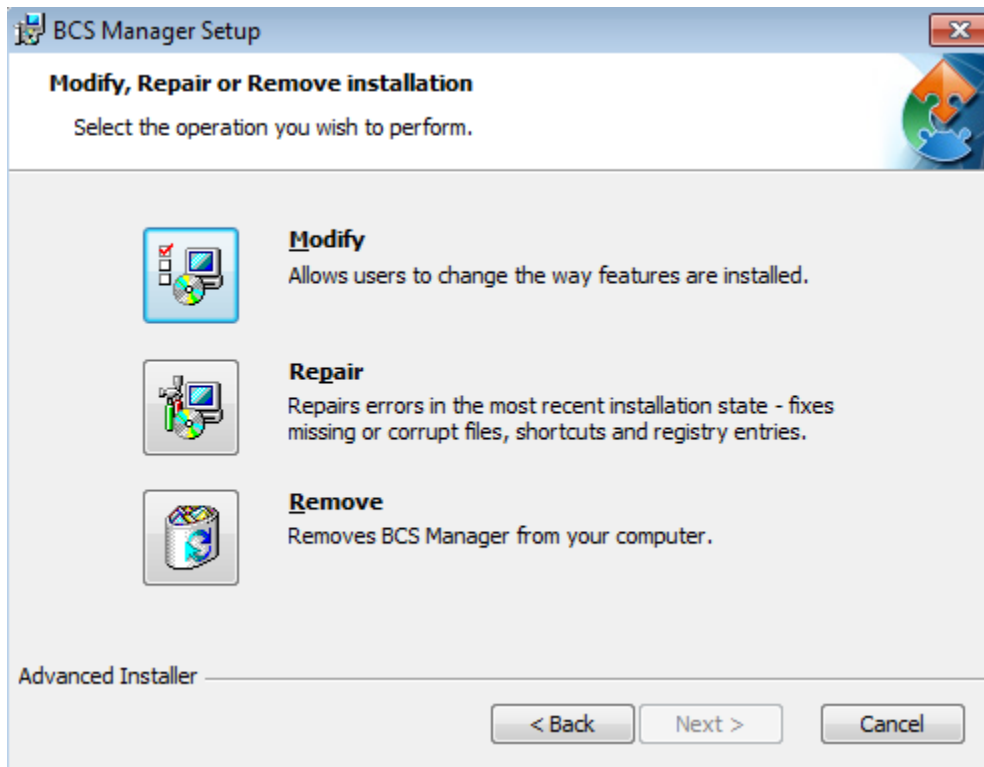 BCS Manager Setup
Modify, Repair or Remove installation
Select the operation you wish to perform.
Modify
Allows users to change the way features are installed.
Repair
Repairs errors in the most recent installation state - fixes
missing or corrupt files, shortcuts and registry entries.
Remove
Removes BCS Manager from your computer.
Advanced Installer
< Back
Next >
Cancel